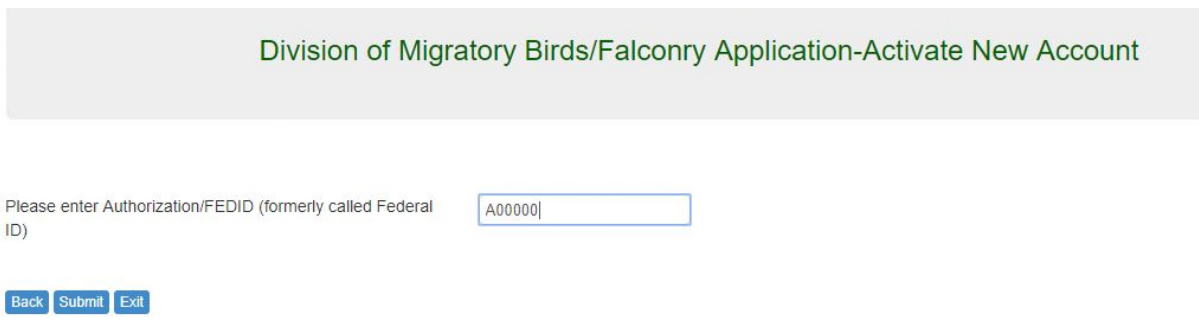 Division of Migratory Birds/Falconry Application-Activate New Account
Please enter Authorization/FEDID (formerly called Federal
ID)
A00000
Back Submit Exit